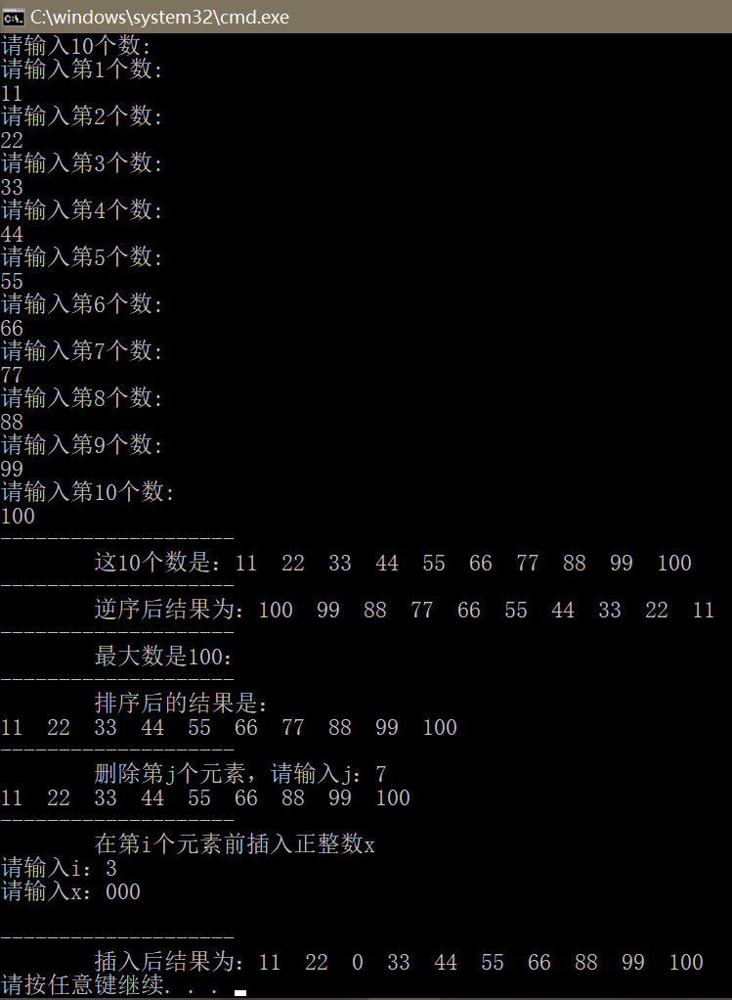 C:\windows\system32\cmd.exe
请输入10个数:
请输入第1个数:
11
请输入第2个数:
22
请输入第3个数:
33
请输入第4个数:
44
请输入第5个数:
55
请输入第6个数:
66
请输入第7个数:
77
请输入第8个数:
88
请输入第9个数:
99
请输入第10个数:
100
--------------------
这10个数是：11  22  33  44  55  66  77  88  99  100
--------------------
逆序后结果为：100  99  88  77  66  55  44  33  22  11
--------------------
最大数是100：
--------------------
排序后的结果是：
11  22  33  44  55  66  77  88  99  100
--------------------
删除第j个元素，请输入j：7
11  22  33  44  55  66  88  99  100
--------------------
在第i个元素前插入正整数x
请输入i：3
请输入x：000
--------------------
插入后结果为：11  22  0  33  44  55  66  88  99  100
请按任意键继续. . .